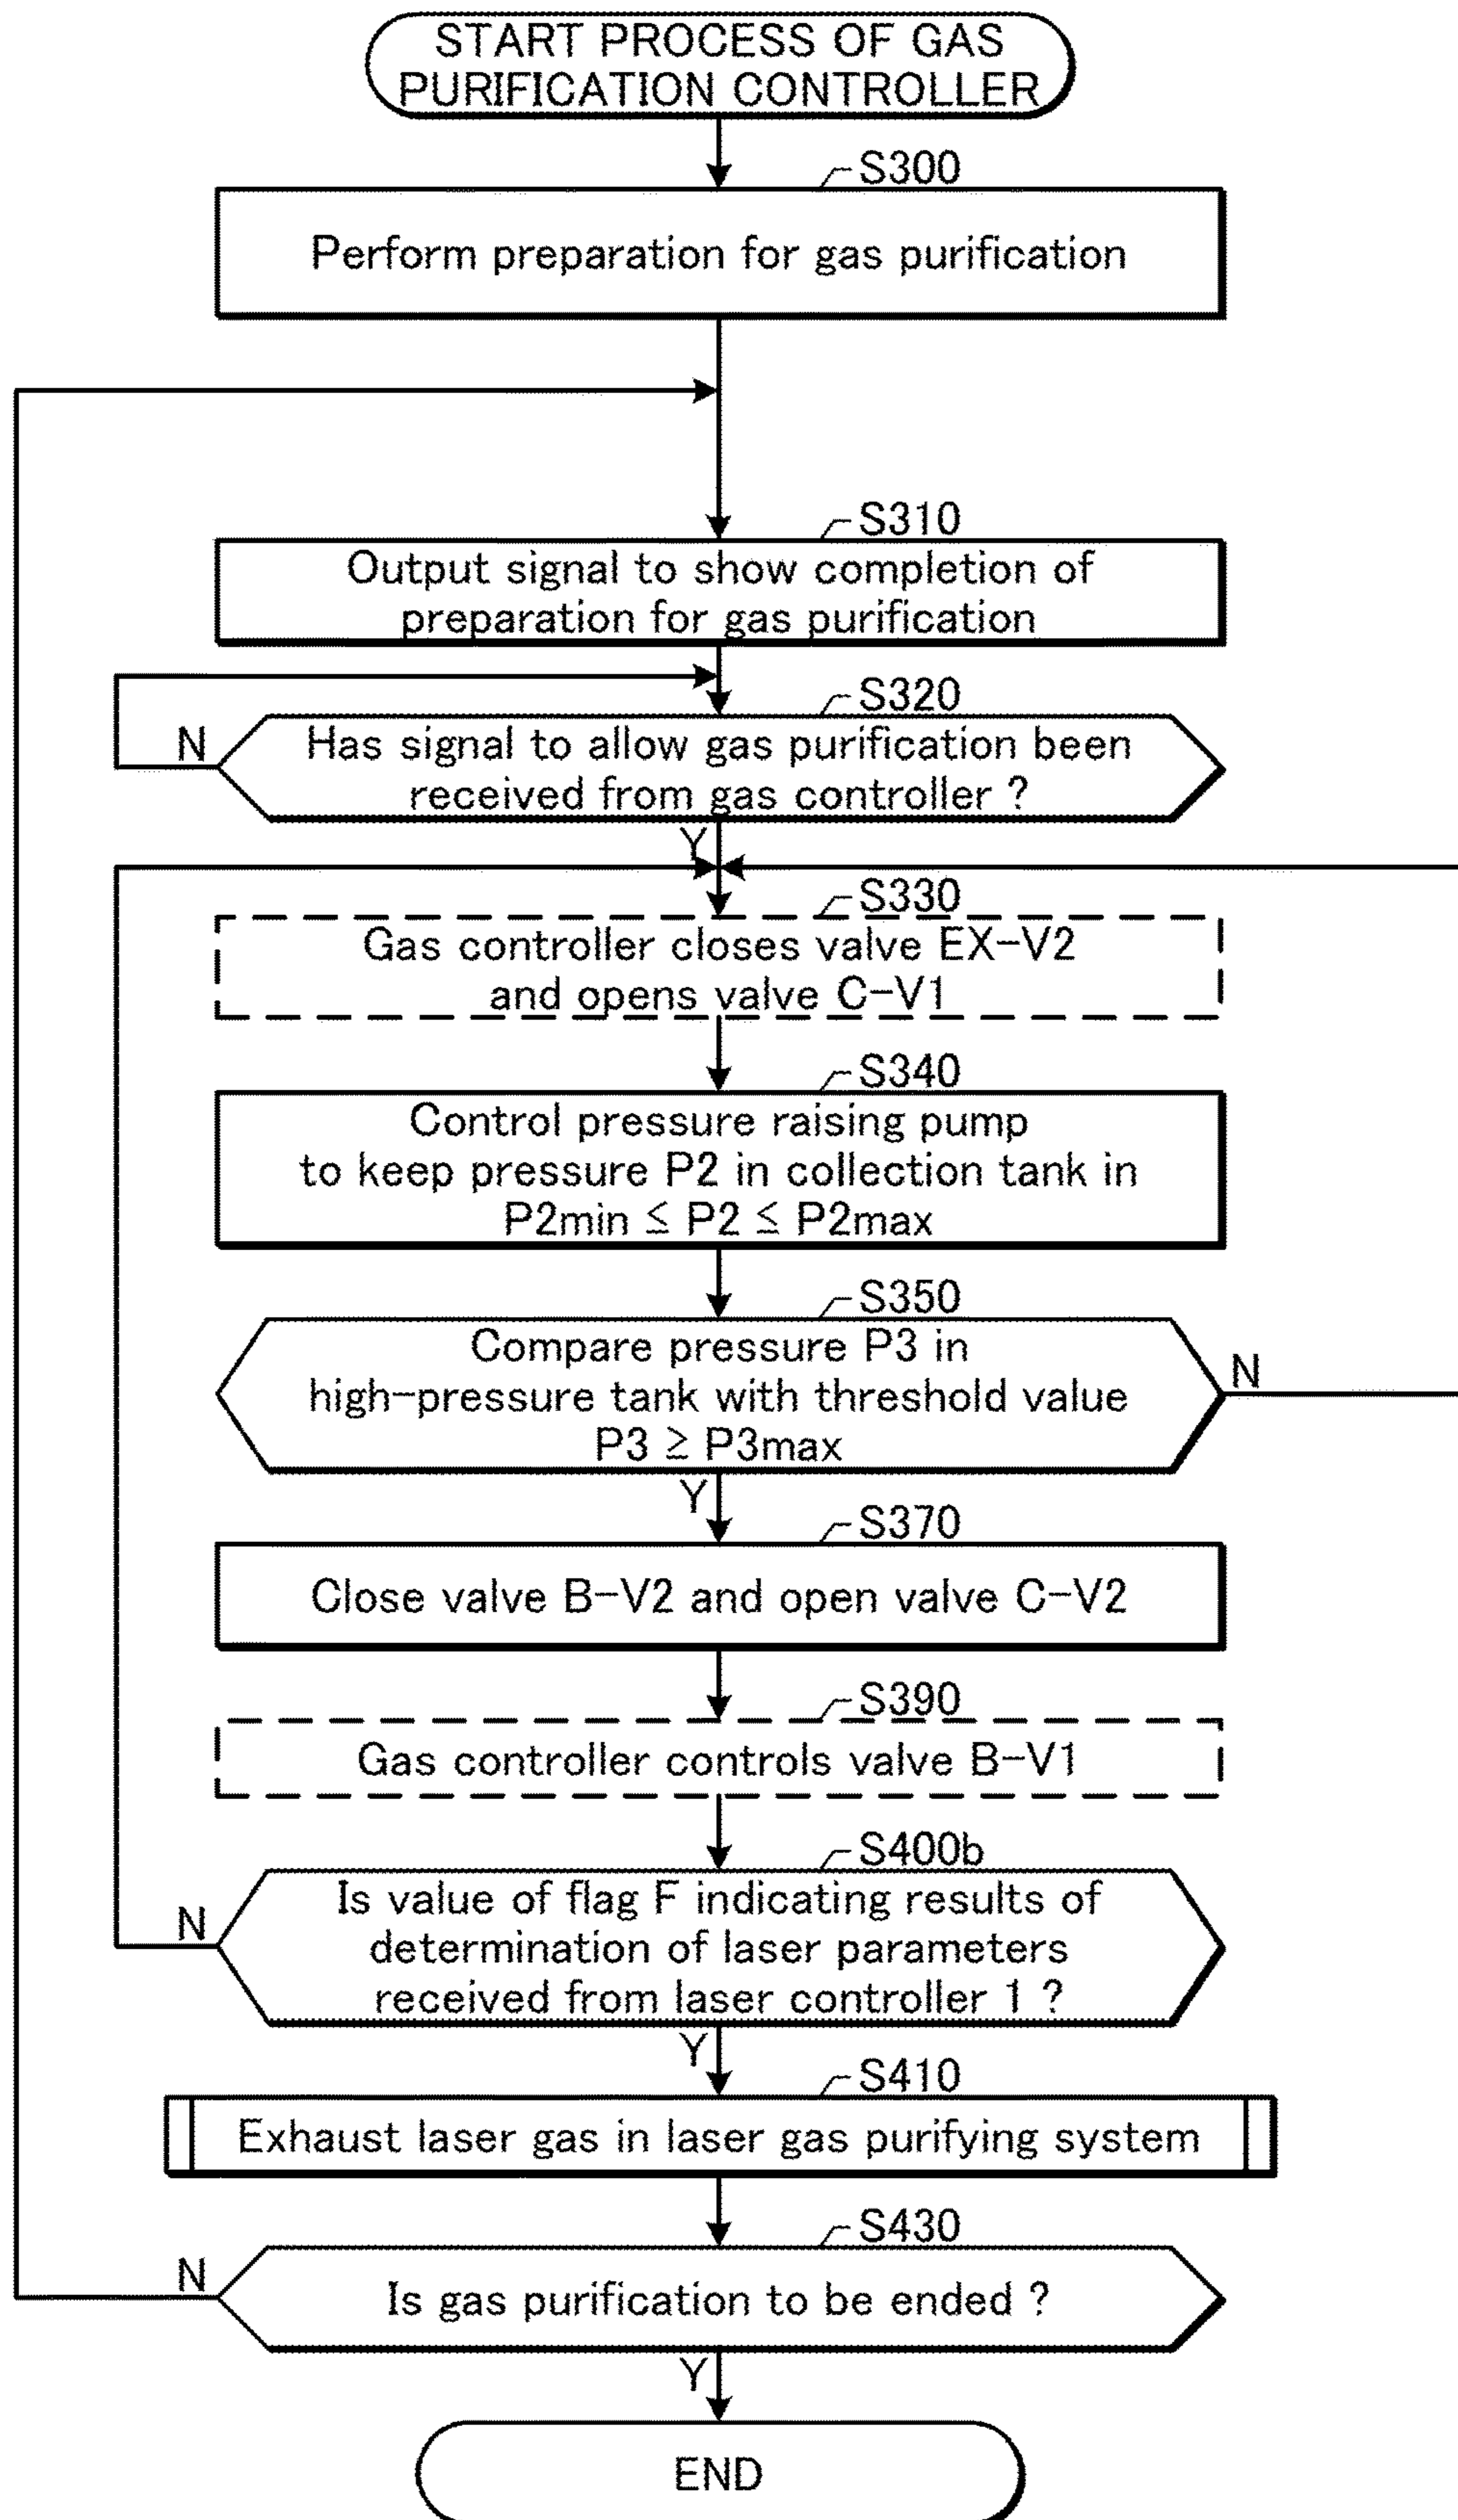 START PROCESS OF GAS
PURIFICATION CONTROLLER
S300
Perform preparation for gas purification
S310
Output signal to show completion of
preparation for gas purification
S320
N
Has signal to allow gas purification been
received from gas controller ?
Y
S330
Gas controller closes valve EX-V2
and opens valve C-V1
S340
Control pressure raising pump
to keep pressure P2 in collection tank in
P2min ≦ P2 ≦ P2max
S350
Compare pressure P3 in
high-pressure tank with threshold value
P3 ≧ P3max
N
Y
S370
Close valve B-V2 and open valve C-V2
S390
Gas controller controls valve B-V1
S400b
N
Is value of flag F indicating results of
determination of laser parameters
received from laser controller 1 ?
Y
S410
Exhaust laser gas in laser gas purifying system
S430
N
Is gas purification to be ended ?
Y
END